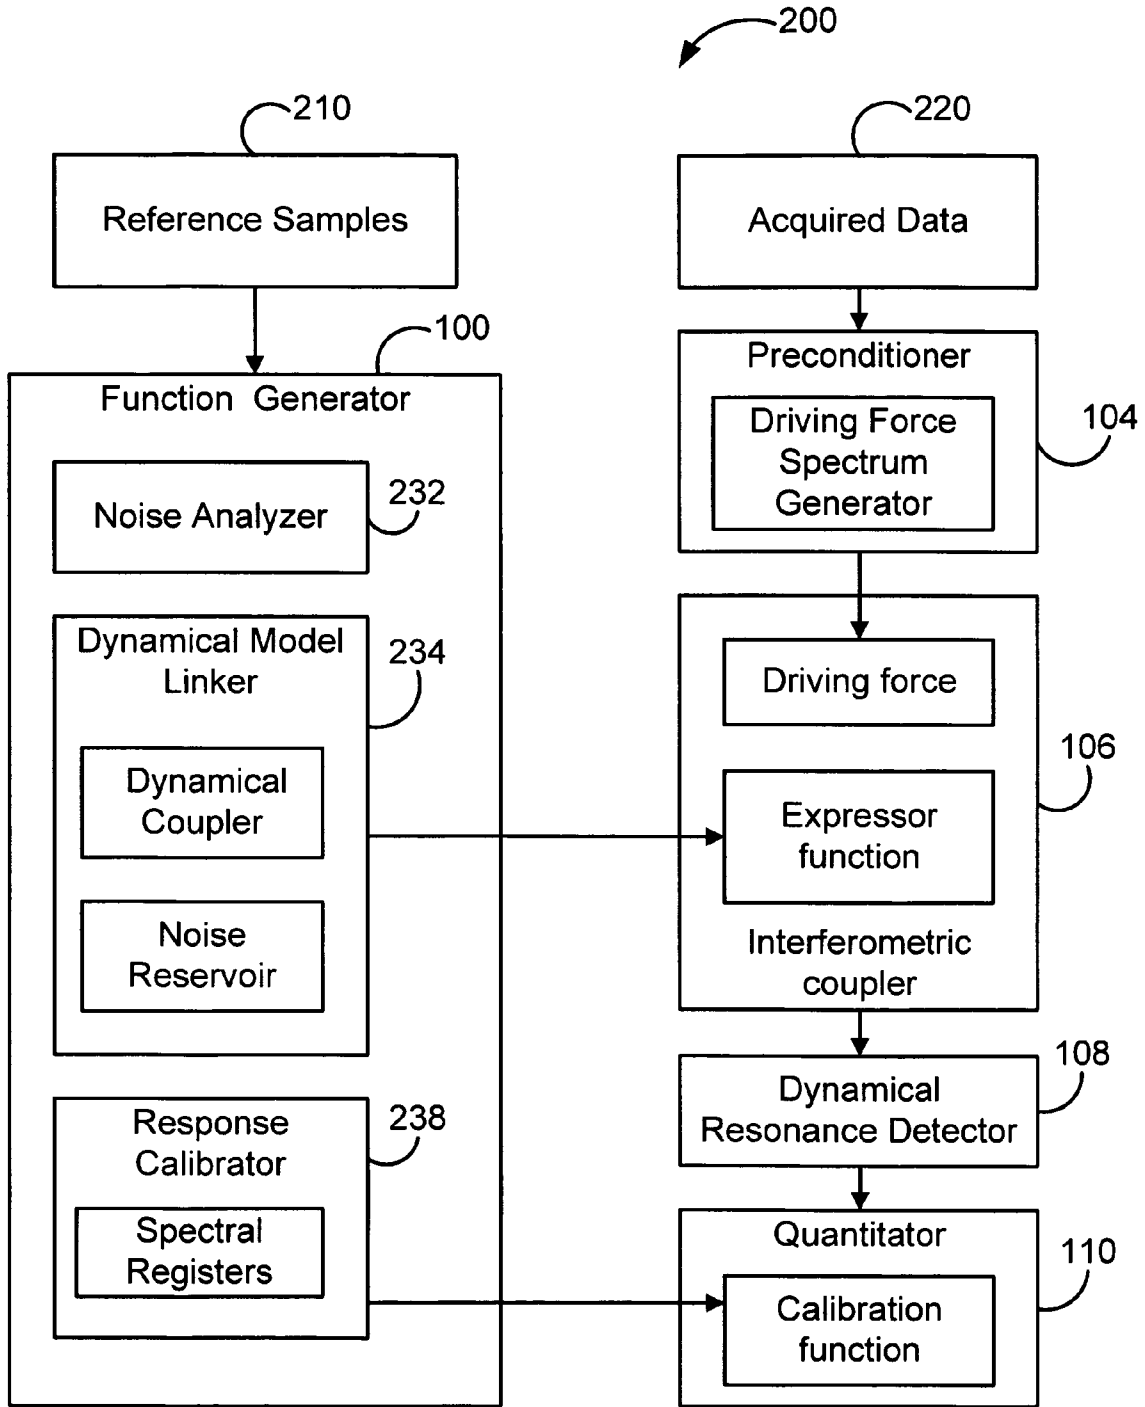 200
210
Reference Samples
100
Function Generator
Noise Analyzer
232
Dynamical Model
Linker
234
Dynamical
Coupler
Noise
Reservoir
Response
Calibrator
238
Spectral
Registers
220
Acquired Data
Preconditioner
104
Driving Force
Spectrum
Generator
Driving force
106
Expressor
function
Interferometric
coupler
108
Dynamical
Resonance Detector
Quantitator
110
Calibration
function